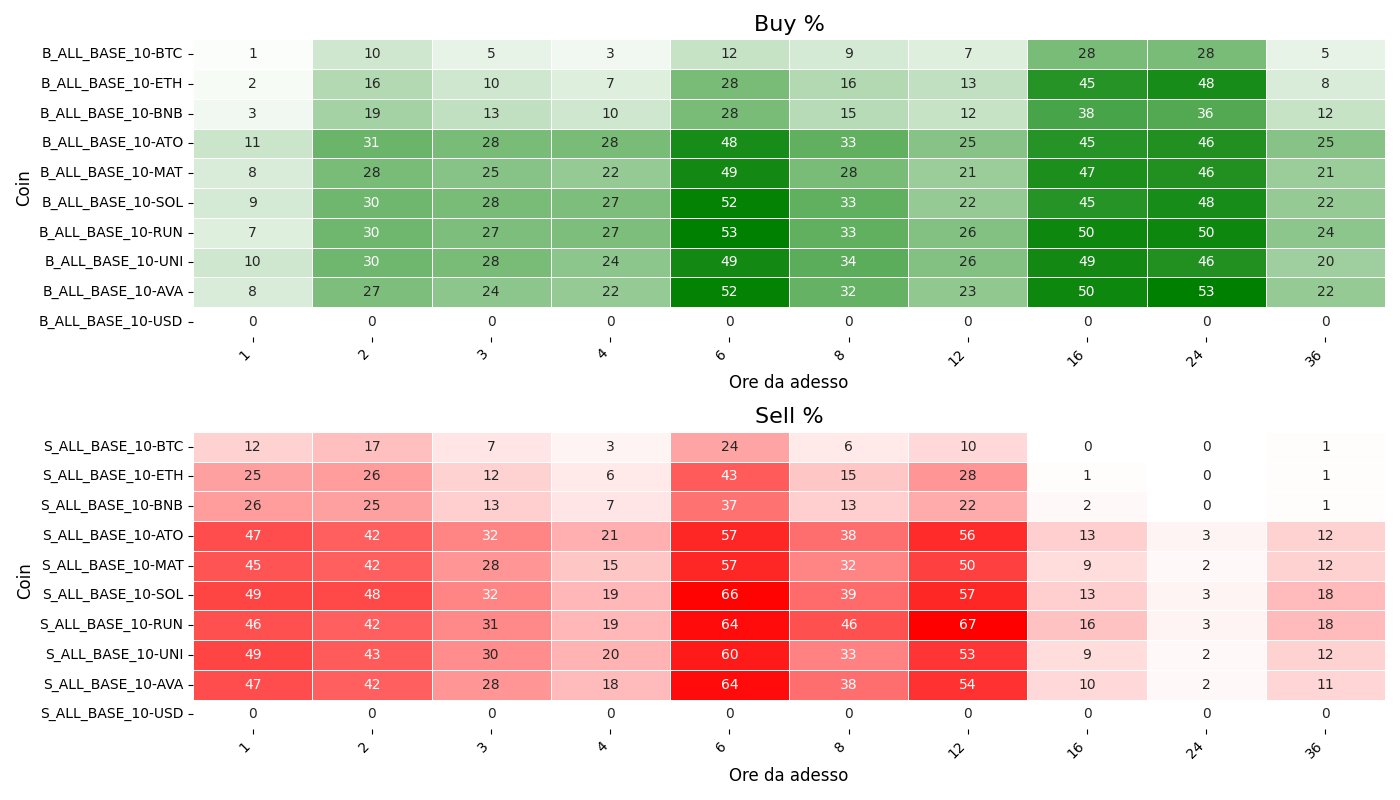 Buy %
Coin
B_ALL_BASE_10-BTC 1 10 5 3 12 9 7 28 28 5
B_ALL_BASE_10-ETH 2 16 10 7 28 16 13 45 48 8
B_ALL_BASE_10-BNB 3 19 13 10 28 15 12 38 36 12
B_ALL_BASE_10-ATO 11 31 28 28 48 33 25 45 46 25
B_ALL_BASE_10-MAT 8 28 25 22 49 28 21 47 46 21
B_ALL_BASE_10-SOL 9 30 28 27 52 33 22 45 48 22
B_ALL_BASE_10-RUN 7 30 27 27 53 33 26 50 50 24
B_ALL_BASE_10-UNI 10 30 28 24 49 34 26 49 46 20
B_ALL_BASE_10-AVA 8 27 24 22 52 32 23 50 53 22
B_ALL_BASE_10-USD 0 0 0 0 0 0 0 0 0 0
1 2 3 4 6 8 12 16 24 36
Ore da adesso
Sell %
Coin
S_ALL_BASE_10-BTC 12 17 7 3 24 6 10 0 0 1
S_ALL_BASE_10-ETH 25 26 12 6 43 15 28 1 0 1
S_ALL_BASE_10-BNB 26 25 13 7 37 13 22 2 0 1
S_ALL_BASE_10-ATO 47 42 32 21 57 38 56 13 3 12
S_ALL_BASE_10-MAT 45 42 28 15 57 32 50 9 2 12
S_ALL_BASE_10-SOL 49 48 32 19 66 39 57 13 3 18
S_ALL_BASE_10-RUN 46 42 31 19 64 46 67 16 3 18
S_ALL_BASE_10-UNI 49 43 30 20 60 33 53 9 2 12
S_ALL_BASE_10-AVA 47 42 28 18 64 38 54 10 2 11
S_ALL_BASE_10-USD 0 0 0 0 0 0 0 0 0 0
1 2 3 4 6 8 12 16 24 36
Ore da adesso